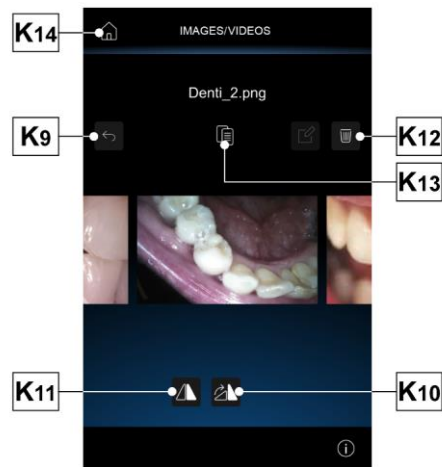 K14
IMAGES/VIDEOS
Denti_2.png
K9
K12
K13
K11
K10